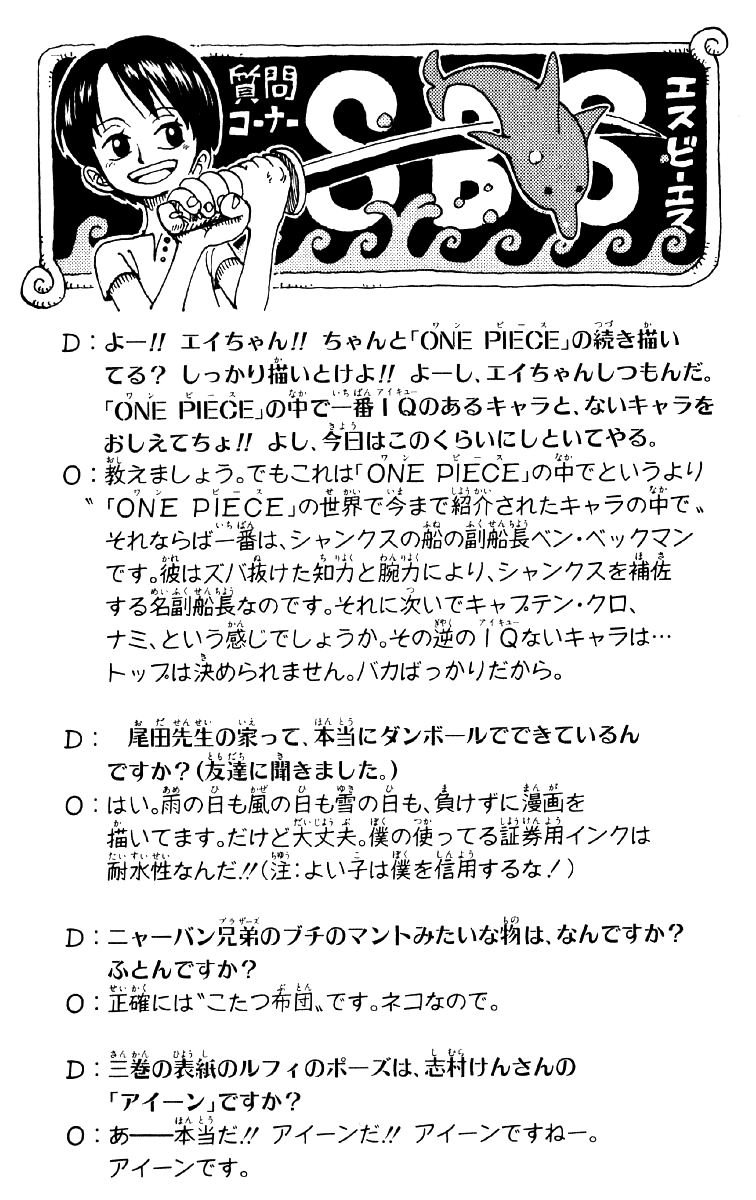 質問
コーナー
SBS
エスビーエス
D：よー!! エイちゃん!! ちゃんと「ONE PIECE」の続き描い
てる？ しっかり描いとけよ!! よーし、エイちゃんしつもんだ。
「ONE PIECE」の中で一番IQのあるキャラと、ないキャラを
おしえてちょ!! よし、今日はこのくらいにしといてやる。
O：教えましょう。でもこれは「ONE PIECE」の中でというより
〝「ONE PIECE」の世界で今まで紹介されたキャラの中で〟
それならば一番は、シャンクスの船の副船長ベン・ベックマン
です。彼はズバ抜けた知力と腕力により、シャンクスを補佐
する名副船長なのです。それに次いでキャプテン・クロ、
ナミ、という感じでしょうか。その逆のIQないキャラは…
トップは決められません。バカばっかりだから。
D： 尾田先生の家って、本当にダンボールでできているん
ですか？（友達に聞きました。）
O：はい。雨の日も風の日も雪の日も、負けずに漫画を
描いてます。だけど大丈夫。僕の使ってる証券用インクは
耐水性なんだ!!（注：よい子は僕を信用するな！）
D：ニャーバン兄弟のブチのマントみたいな物は、なんですか？
ふとんですか？
O：正確には〝こたつ布団〟です。ネコなので。
D：三巻の表紙のルフィのポーズは、志村けんさんの
「アイーン」ですか？
O：あ──本当だ!! アイーンだ!! アイーンですねー。
アイーンです。